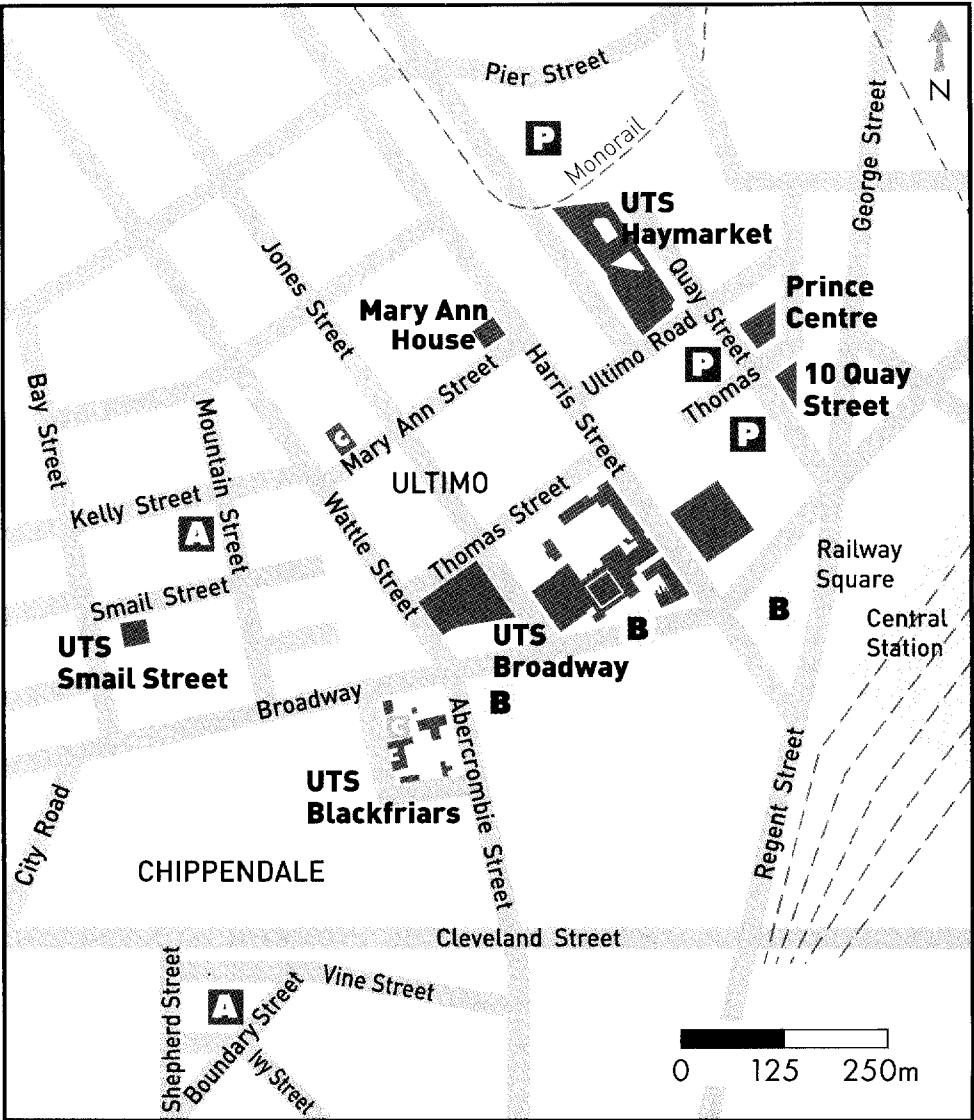 Pier Street
N
P
Monorail
George Street
UTS
Haymarket
Jones Street
Quay Street
Prince
Centre
Mary Ann
House
Ultimo Road
Harris Street
P
Thomas
10 Quay
Street
Bay Street
Mountain Street
C
Mary Ann Street
P
ULTIMO
Kelly Street
A
Wattle Street
Thomas Street
Railway
Square
Smail Street
B
B
Central
Station
UTS
Smail Street
UTS
Broadway
Broadway
B
C
Abercrombie Street
UTS
Blackfriars
Regent Street
City Road
CHIPPENDALE
Cleveland Street
Shepherd Street
A
Vine Street
Boundary Street
Ivy Street
0 125 250m